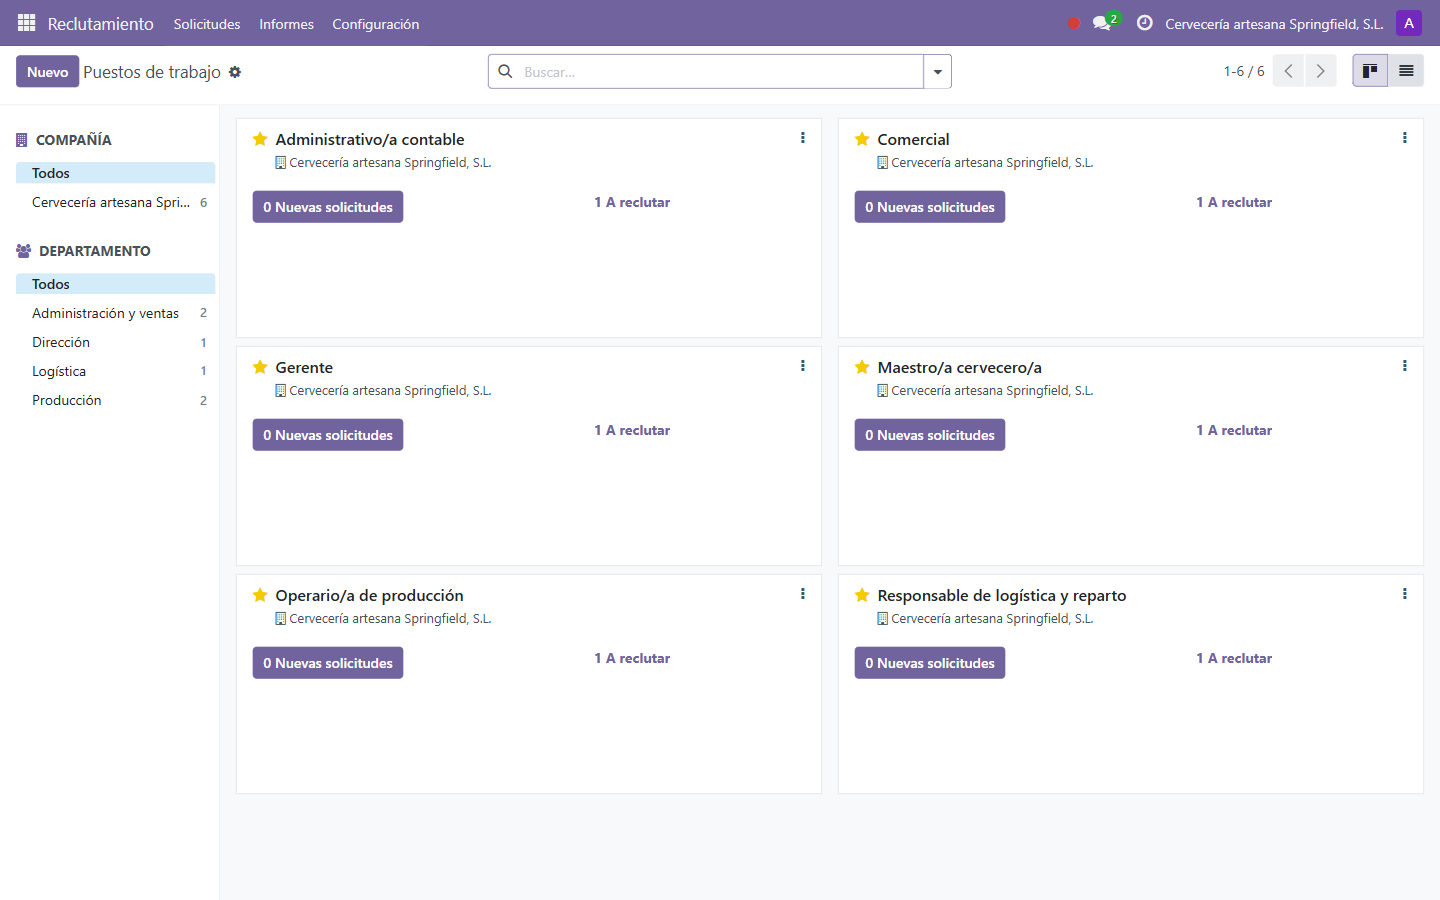 Reclutamiento Solicitudes Informes Configuración 2 Cervecería artesana Springfield, S.L. A
Nuevo Puestos de trabajo Buscar... 1-6 / 6
COMPAÑÍA
Todos
Cervecería artesana Spri... 6
DEPARTAMENTO
Todos
Administración y ventas 2
Dirección 1
Logística 1
Producción 2
Administrativo/a contable
Cervecería artesana Springfield, S.L.
0 Nuevas solicitudes 1 A reclutar
Comercial
Cervecería artesana Springfield, S.L.
0 Nuevas solicitudes 1 A reclutar
Gerente
Cervecería artesana Springfield, S.L.
0 Nuevas solicitudes 1 A reclutar
Maestro/a cervecero/a
Cervecería artesana Springfield, S.L.
0 Nuevas solicitudes 1 A reclutar
Operario/a de producción
Cervecería artesana Springfield, S.L.
0 Nuevas solicitudes 1 A reclutar
Responsable de logística y reparto
Cervecería artesana Springfield, S.L.
0 Nuevas solicitudes 1 A reclutar